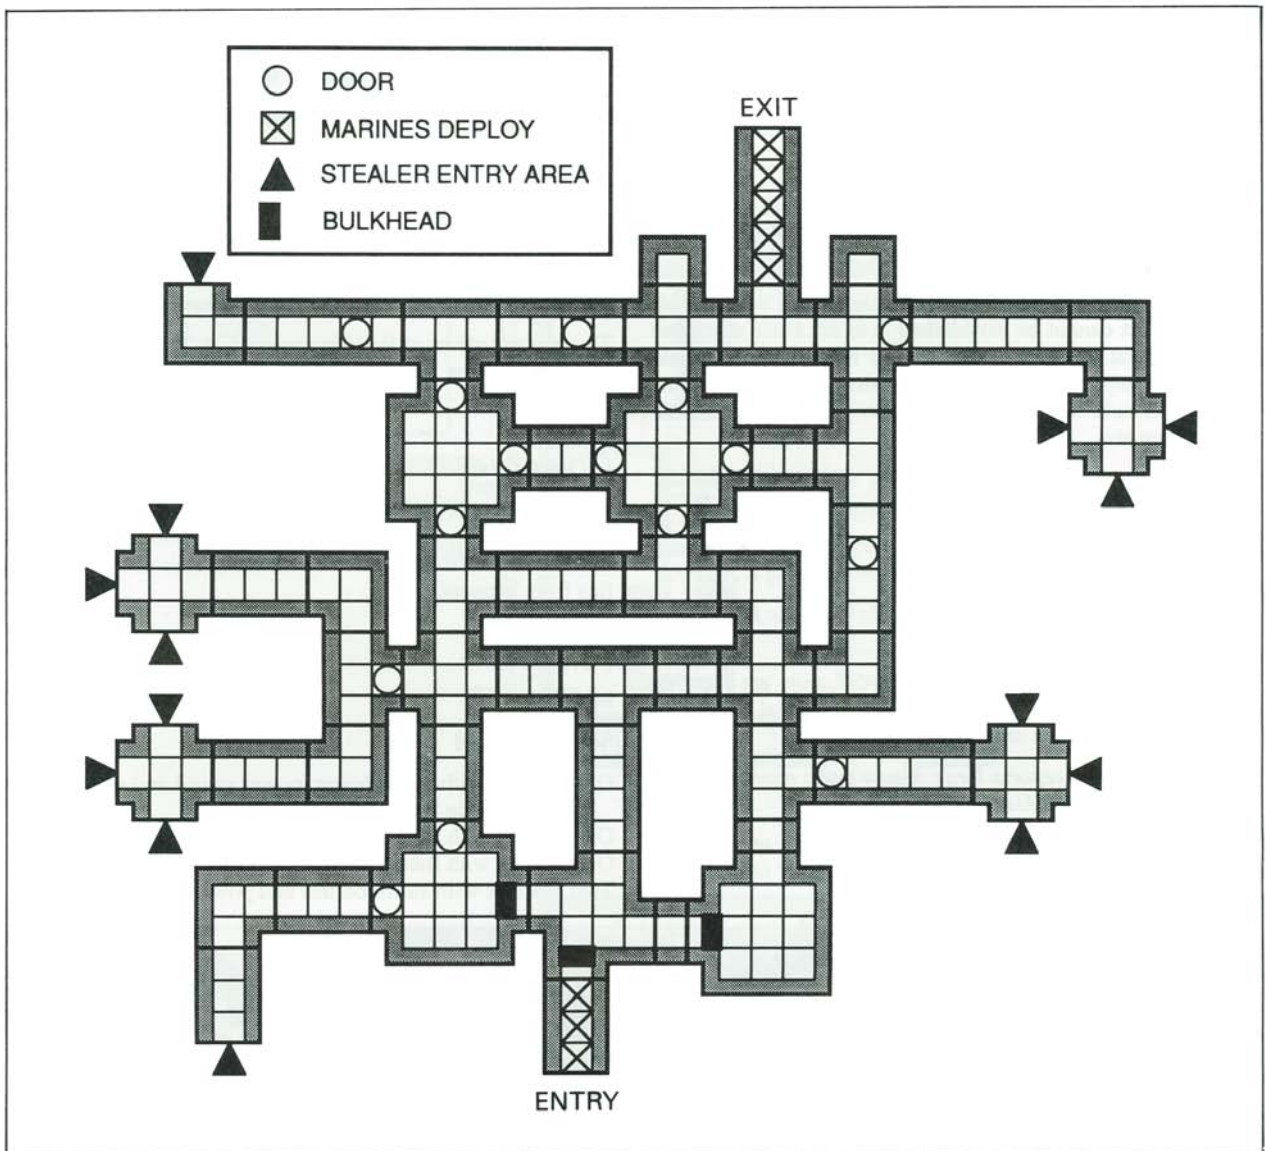 DOOR
MARINES DEPLOY
STEALER ENTRY AREA
BULKHEAD
EXIT
ENTRY